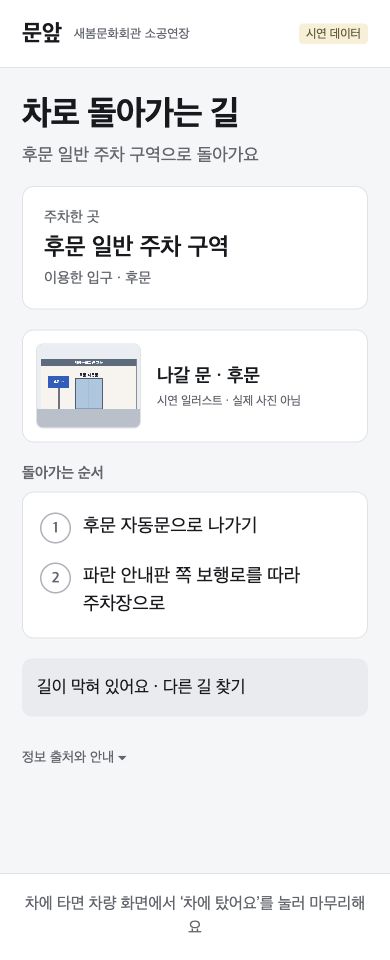 문앞 새봄문화회관 소공연장 시연 데이터
차로 돌아가는 길
후문 일반 주차 구역으로 돌아가요
주차한 곳
후문 일반 주차 구역
이용한 입구 · 후문
나갈 문 · 후문
시연 일러스트 · 실제 사진 아님
돌아가는 순서
1 후문 자동문으로 나가기
2 파란 안내판 쪽 보행로를 따라
주차장으로
길이 막혀 있어요 · 다른 길 찾기
정보 출처와 안내
차에 타면 차량 화면에서 ‘차에 탔어요’를 눌러 마무리해
요